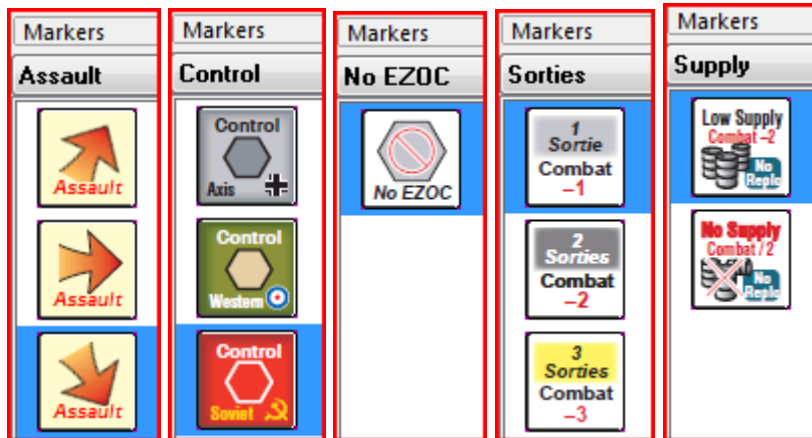 Markers
Assault
Assault
Assault
Assault
Markers
Control
Control
Axis
Control
Western
Control
Soviet
Markers
No EZOC
No EZOC
Markers
Sorties
1
Sortie
Combat
–1
2
Sorties
Combat
–2
3
Sorties
Combat
–3
Markers
Supply
Low Supply
Combat –2
No
Repls
No Supply
Combat / 2
No
Repls